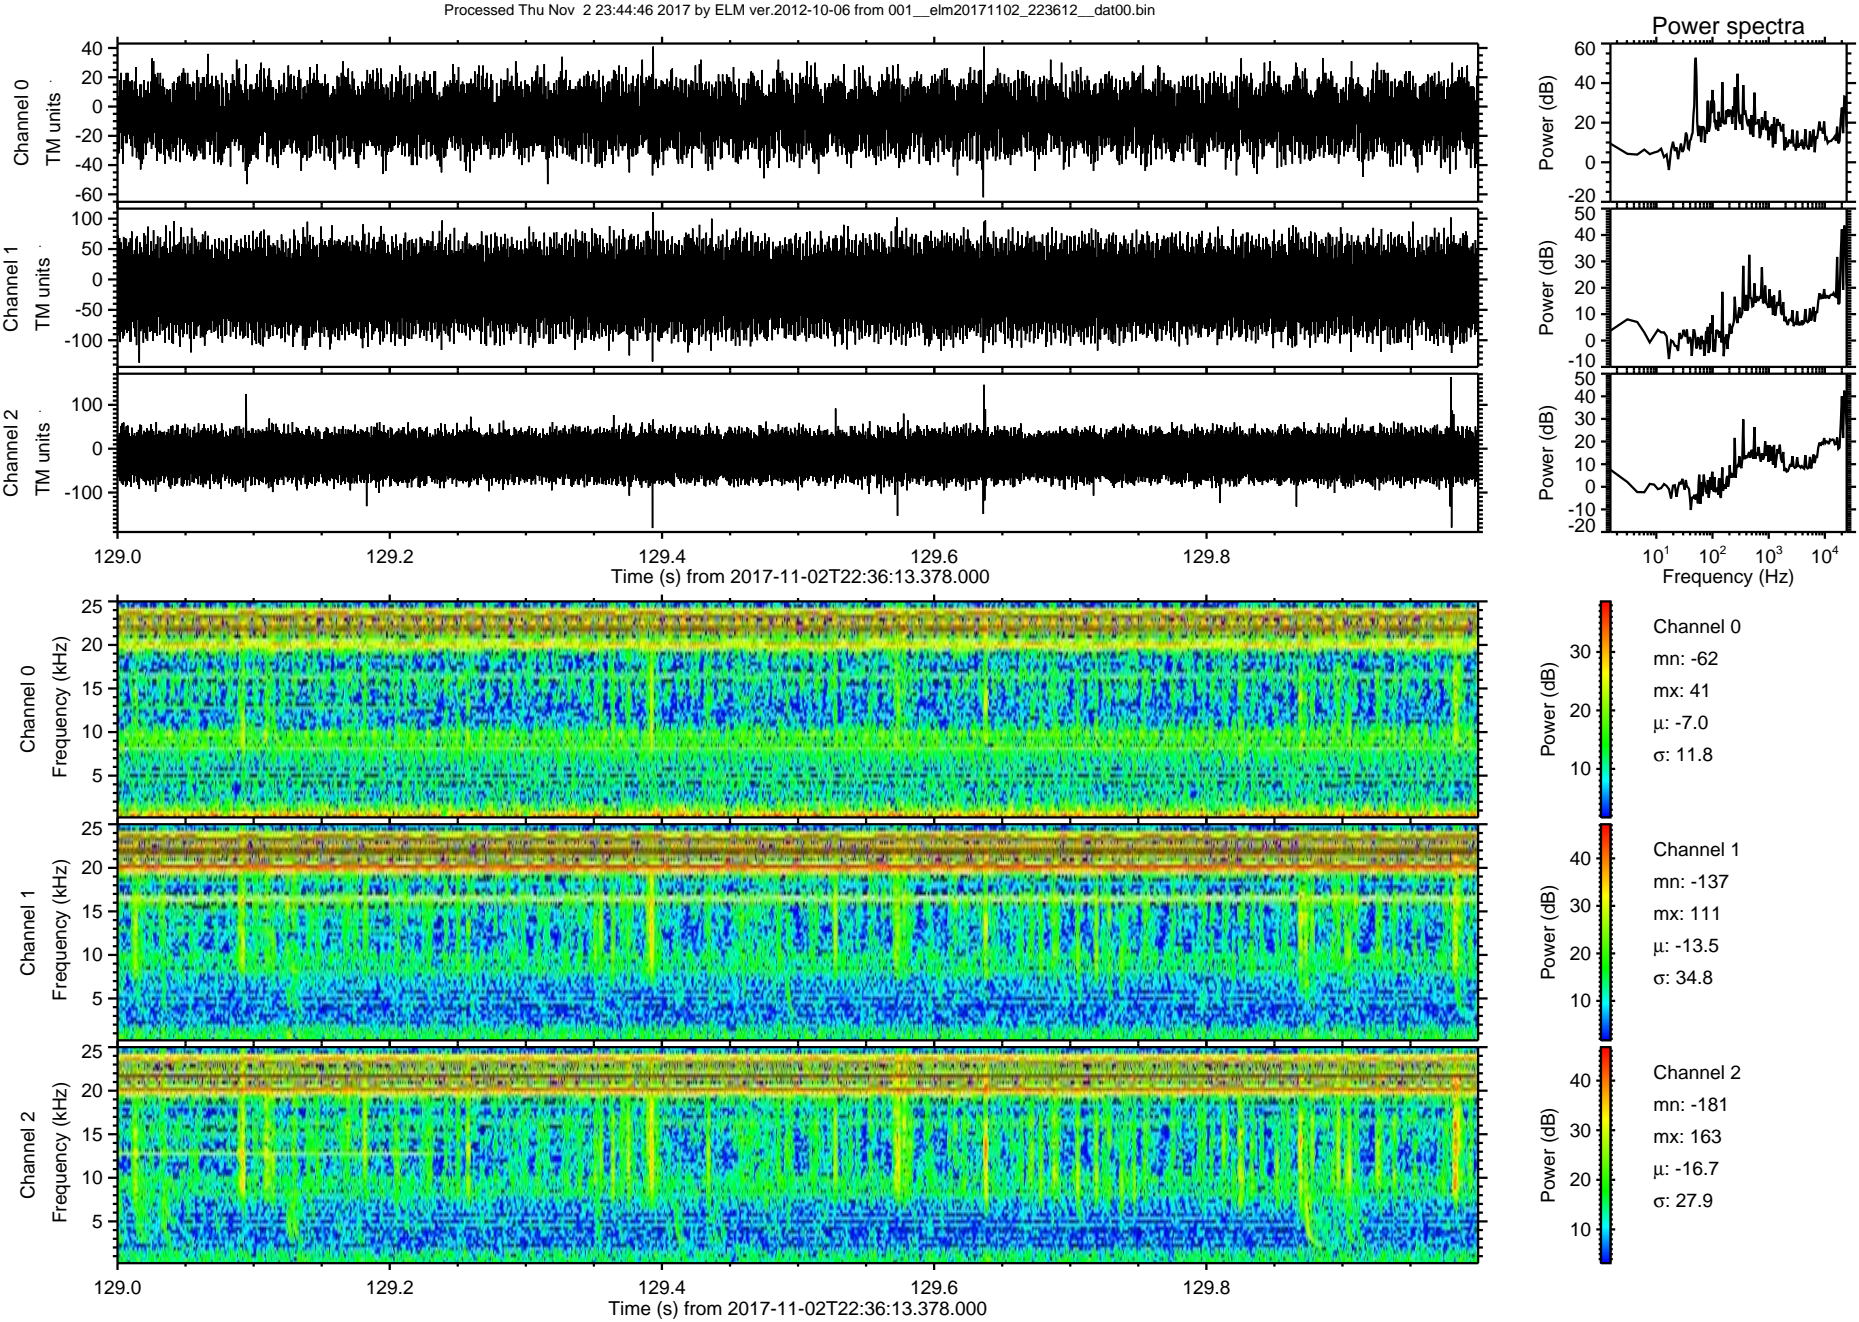 Processed Thu Nov  2 23:44:46 2017 by ELM ver.2012-10-06 from 001__elm20171102_223612__dat00.bin
Power spectra
Channel 0
TM units
40
20
0
-20
-40
-60
Power (dB)
60
40
20
0
-20
Channel 1
TM units
100
50
0
-50
-100
Power (dB)
50
40
30
20
10
0
-10
Channel 2
TM units
100
0
-100
Power (dB)
50
40
30
20
10
0
-10
-20
129.0 129.2 129.4 129.6 129.8
Time (s) from 2017-11-02T22:36:13.378.000
10^1 10^2 10^3 10^4
Frequency (Hz)
Channel 0
Frequency (kHz)
25
20
15
10
5
Power (dB)
30
20
10
Channel 0
mn: -62
mx: 41
μ: -7.0
σ: 11.8
Channel 1
Frequency (kHz)
25
20
15
10
5
Power (dB)
40
30
20
10
Channel 1
mn: -137
mx: 111
μ: -13.5
σ: 34.8
Channel 2
Frequency (kHz)
25
20
15
10
5
Power (dB)
40
30
20
10
Channel 2
mn: -181
mx: 163
μ: -16.7
σ: 27.9
129.0 129.2 129.4 129.6 129.8
Time (s) from 2017-11-02T22:36:13.378.000